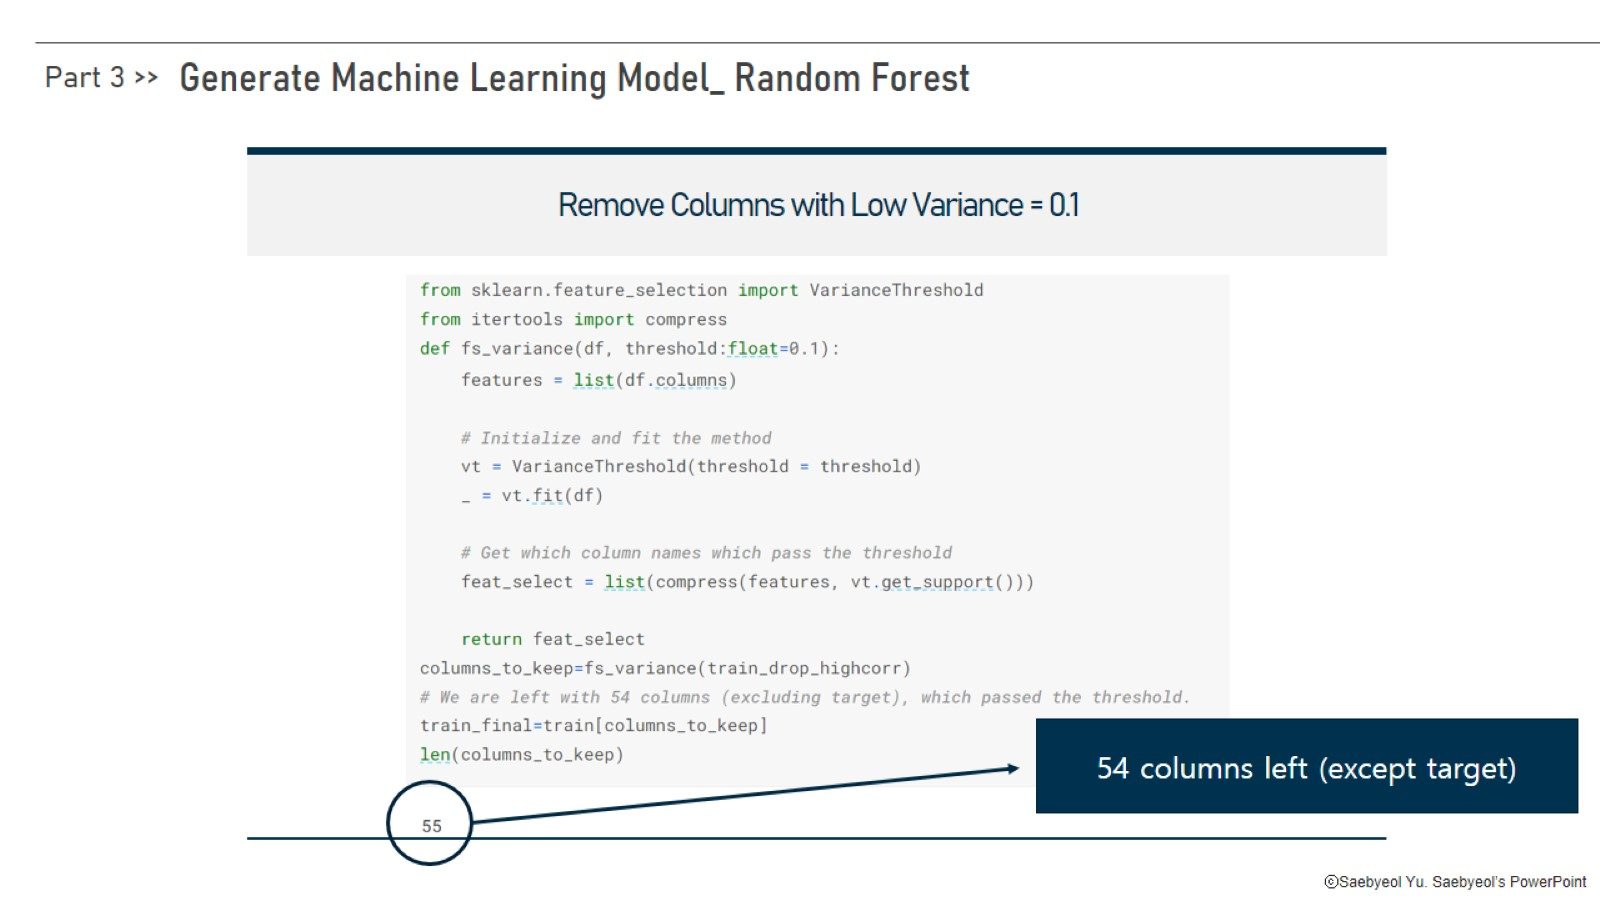 Part 3 >> Generate Machine Learning Model_ Random Forest
Remove Columns with Low Variance = 0.1
from sklearn.feature_selection import VarianceThreshold
from itertools import compress
def fs_variance(df, threshold:float=0.1):
    features = list(df.columns)
    # Initialize and fit the method
    vt = VarianceThreshold(threshold = threshold)
    _ = vt.fit(df)
    # Get which column names which pass the threshold
    feat_select = list(compress(features, vt.get_support()))
    return feat_select
columns_to_keep=fs_variance(train_drop_highcorr)
# We are left with 54 columns (excluding target), which passed the threshold.
train_final=train[columns_to_keep]
len(columns_to_keep)
54 columns left (except target)
55
©Saebyeol Yu. Saebyeol's PowerPoint